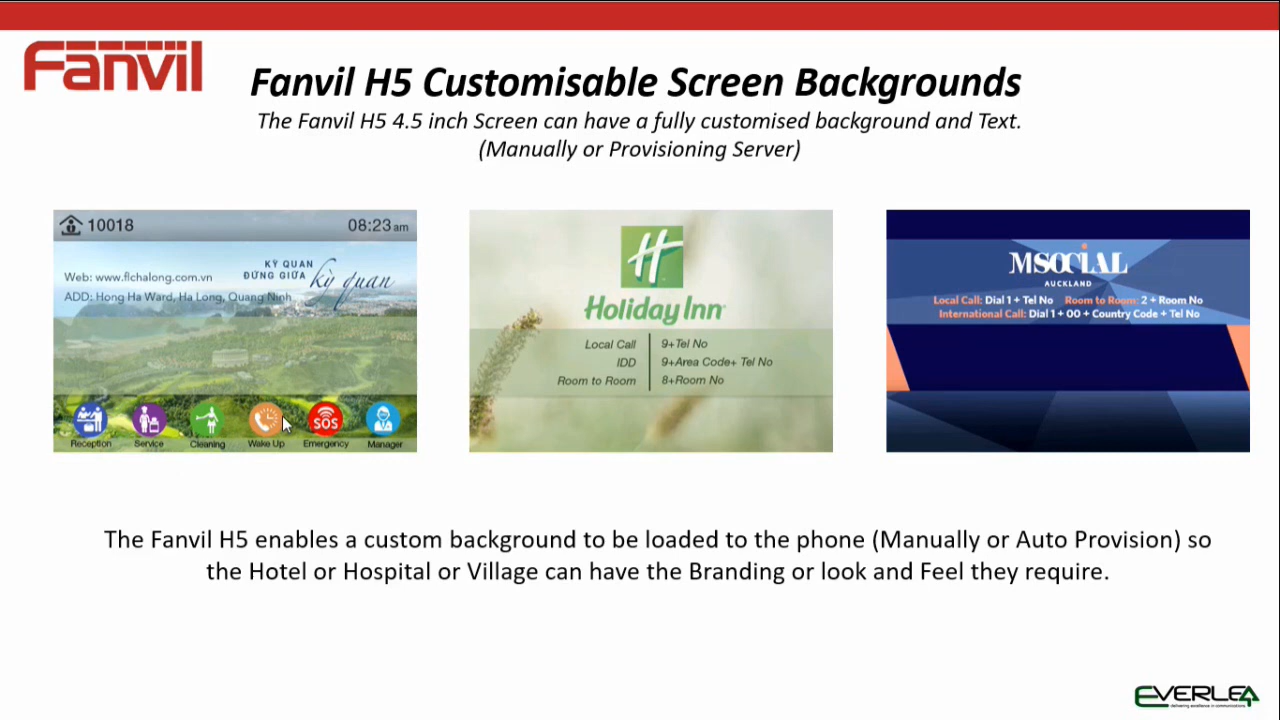 Fanvil
Fanvil H5 Customisable Screen Backgrounds
The Fanvil H5 4.5 inch Screen can have a fully customised background and Text.
(Manually or Provisioning Server)
10018
08:23 am
KỲ QUAN
ĐỨNG GIỮA
kỳ quan
Web: www.flchalong.com.vn
ADD: Hong Ha Ward, Ha Long, Quang Ninh
SOS
Reception Service Cleaning Wake Up Emergency Manager
H
Holiday Inn
Local Call 9+Tel No
IDD 9+Area Code+ Tel No
Room to Room 8+Room No
MSOCIAL
AUCKLAND
Local Call: Dial 1 + Tel No Room to Room: 2 + Room No
International Call: Dial 1 + 00 + Country Code + Tel No
The Fanvil H5 enables a custom background to be loaded to the phone (Manually or Auto Provision) so
the Hotel or Hospital or Village can have the Branding or look and Feel they require.
EVERLEA
delivering excellence in communications